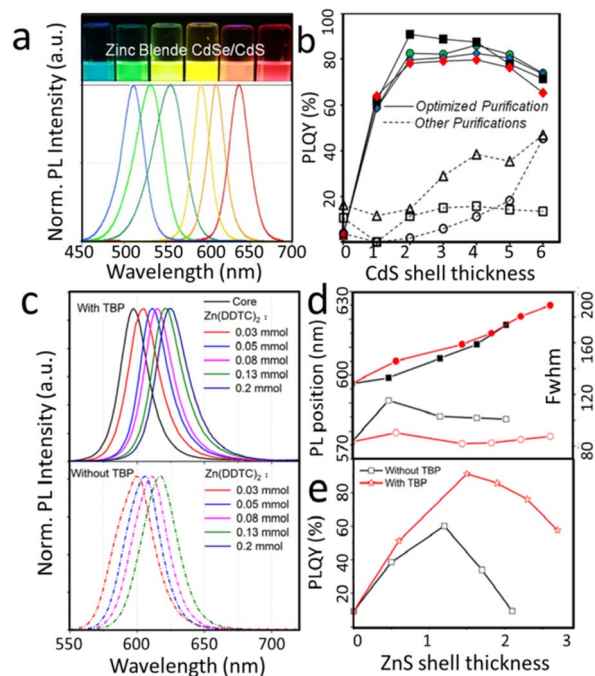 a
Zinc Blende CdSe/CdS
Norm. PL Intensity (a.u.)
450 500 550 600 650 700
Wavelength (nm)
b
PLQY (%)
100
80
60
40
20
Optimized Purification
Other Purifications
0 1 2 3 4 5 6
CdS shell thickness
c
Norm. PL Intensity (a.u.)
With TBP
Core
Zn(DDTC)2 :
0.03 mmol
0.05 mmol
0.08 mmol
0.13 mmol
0.2 mmol
Without TBP
Zn(DDTC)2 :
0.03 mmol
0.05 mmol
0.08 mmol
0.13 mmol
0.2 mmol
550 600 650 700
Wavelength (nm)
d
PL position (nm)
630
600
570
Fwhm
200
160
120
80
e
Without TBP
With TBP
PLQY (%)
80
60
40
20
0 1 2 3
ZnS shell thickness